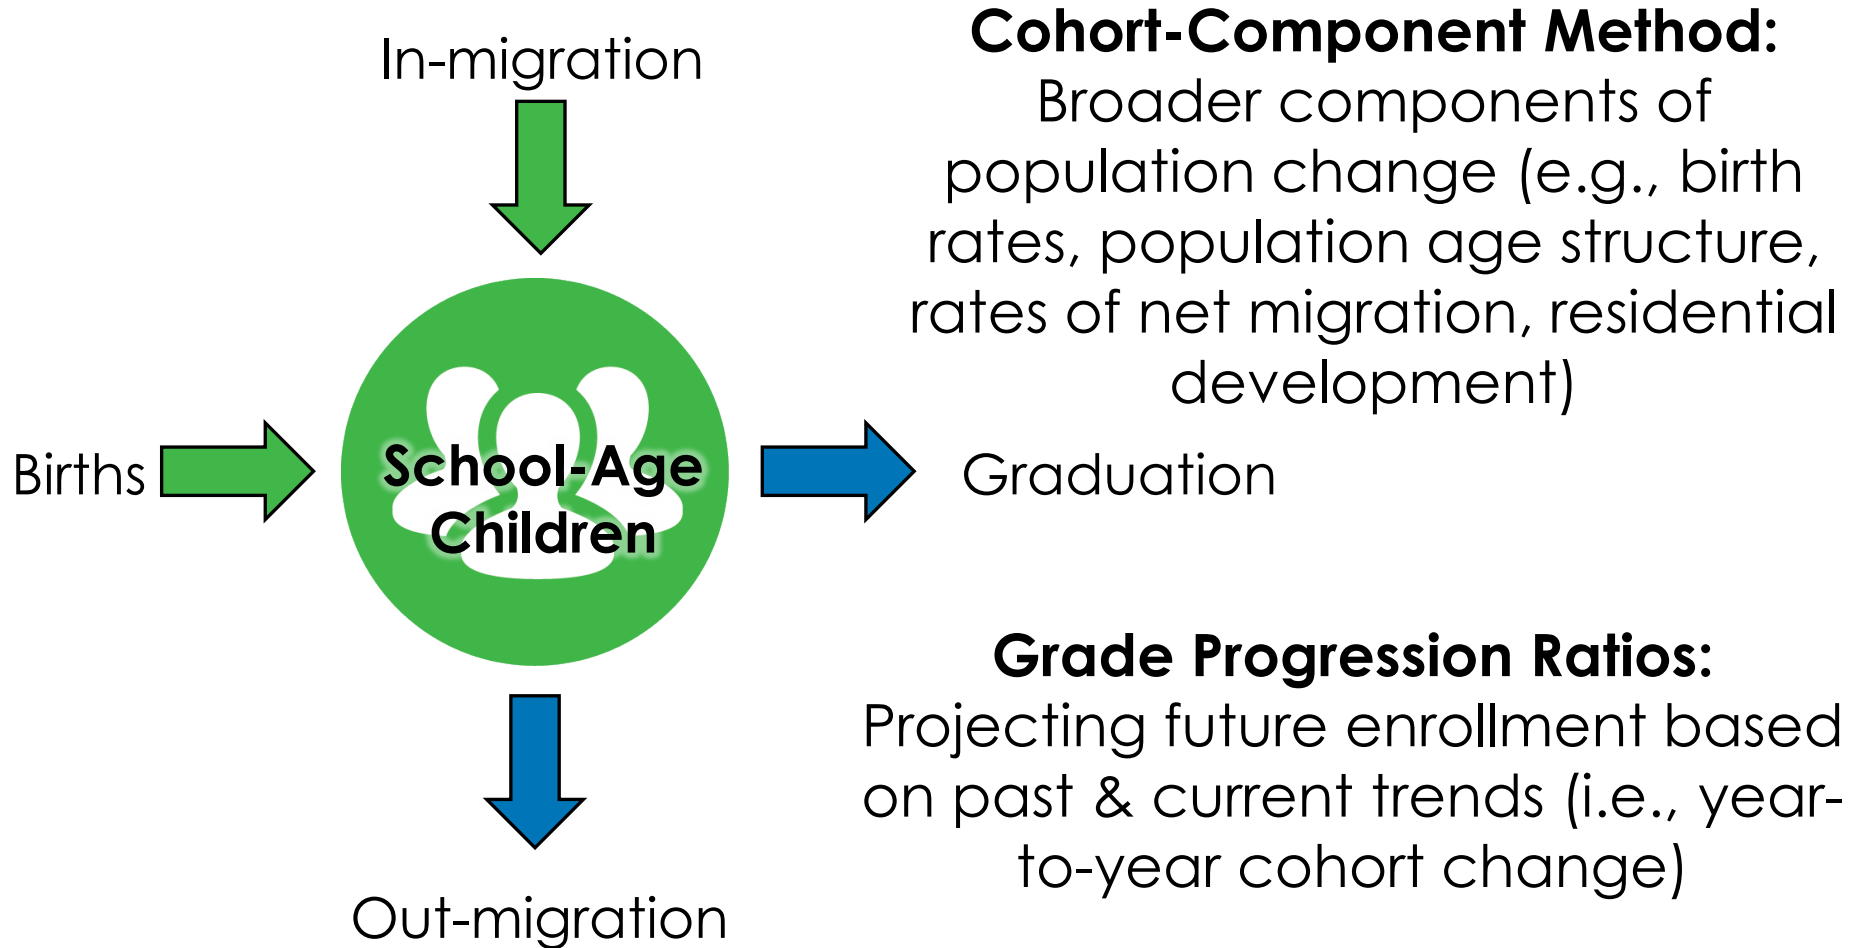 In-migration
Births
School-Age
Children
Graduation
Out-migration
Cohort-Component Method:
Broader components of
population change (e.g., birth
rates, population age structure,
rates of net migration, residential
development)
Grade Progression Ratios:
Projecting future enrollment based
on past & current trends (i.e., year-
to-year cohort change)